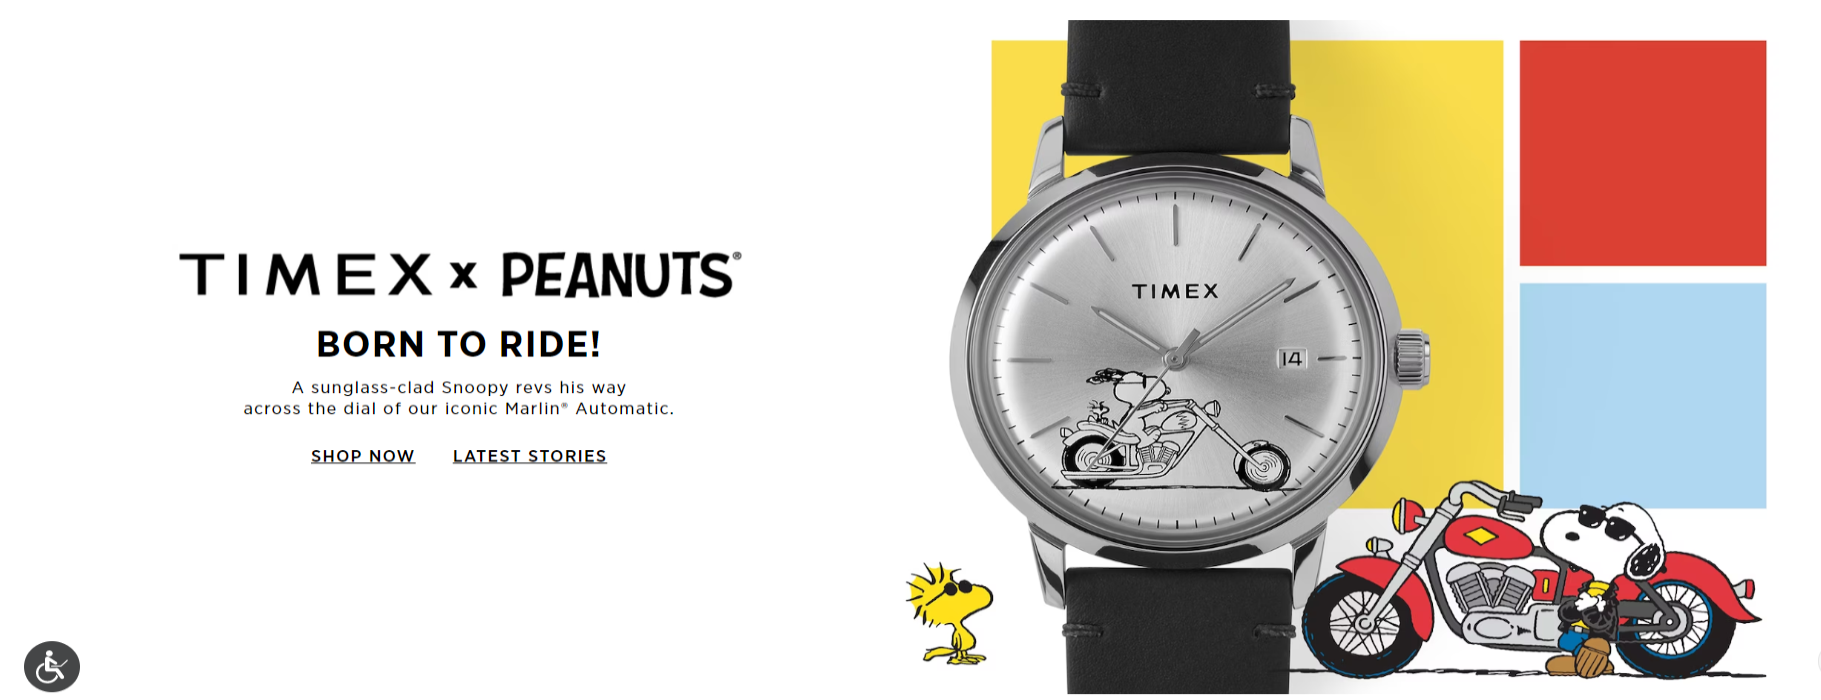 TIMEX x PEANUTS®
BORN TO RIDE!
A sunglass-clad Snoopy revs his way
across the dial of our iconic Marlin® Automatic.
SHOP NOW LATEST STORIES
TIMEX
14